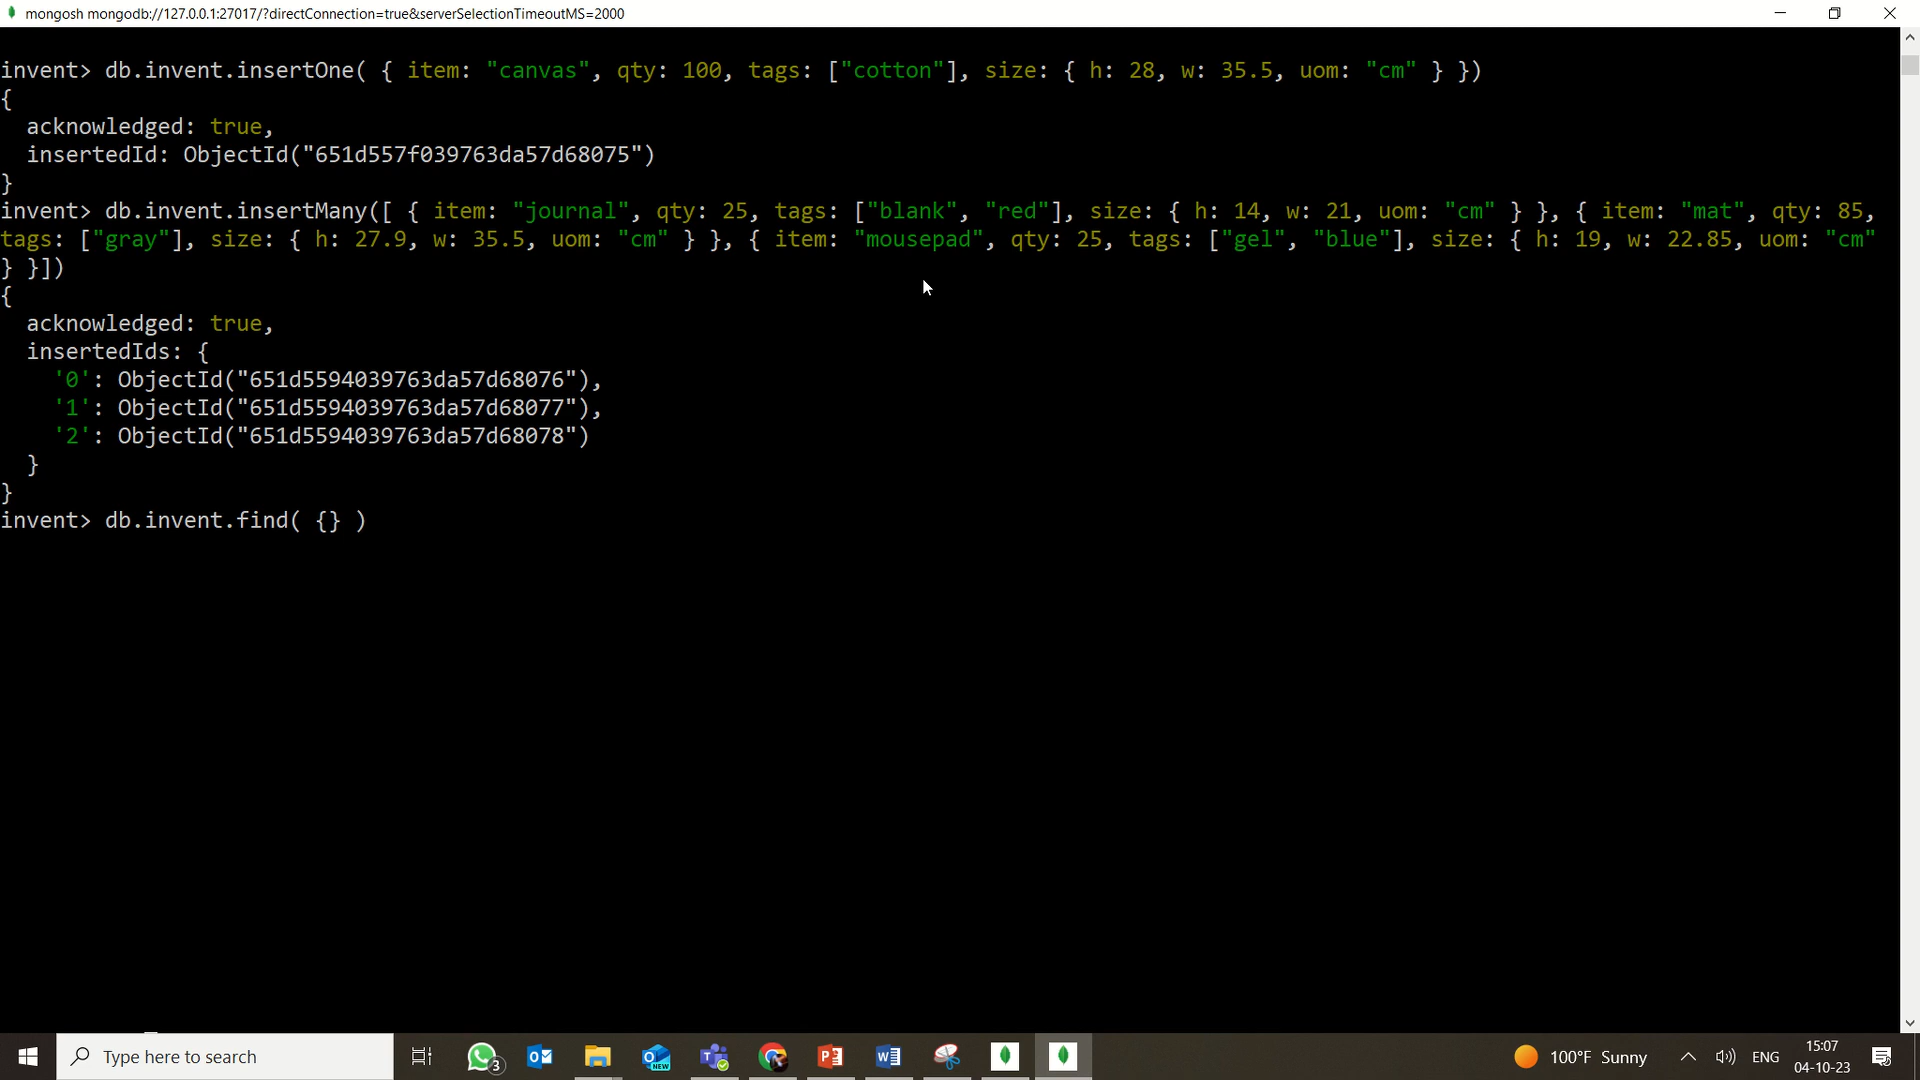 mongosh mongodb://127.0.0.1:27017/?directConnection=true&serverSelectionTimeoutMS=2000
invent> db.invent.insertOne( { item: "canvas", qty: 100, tags: ["cotton"], size: { h: 28, w: 35.5, uom: "cm" } })
{
  acknowledged: true,
  insertedId: ObjectId("651d557f039763da57d68075")
}
invent> db.invent.insertMany([ { item: "journal", qty: 25, tags: ["blank", "red"], size: { h: 14, w: 21, uom: "cm" } }, { item: "mat", qty: 85,
tags: ["gray"], size: { h: 27.9, w: 35.5, uom: "cm" } }, { item: "mousepad", qty: 25, tags: ["gel", "blue"], size: { h: 19, w: 22.85, uom: "cm"
} }])
{
  acknowledged: true,
  insertedIds: {
    '0': ObjectId("651d5594039763da57d68076"),
    '1': ObjectId("651d5594039763da57d68077"),
    '2': ObjectId("651d5594039763da57d68078")
  }
}
invent> db.invent.find( {} )
Type here to search
3
NEW
100°F Sunny
ENG
15:07
04-10-23